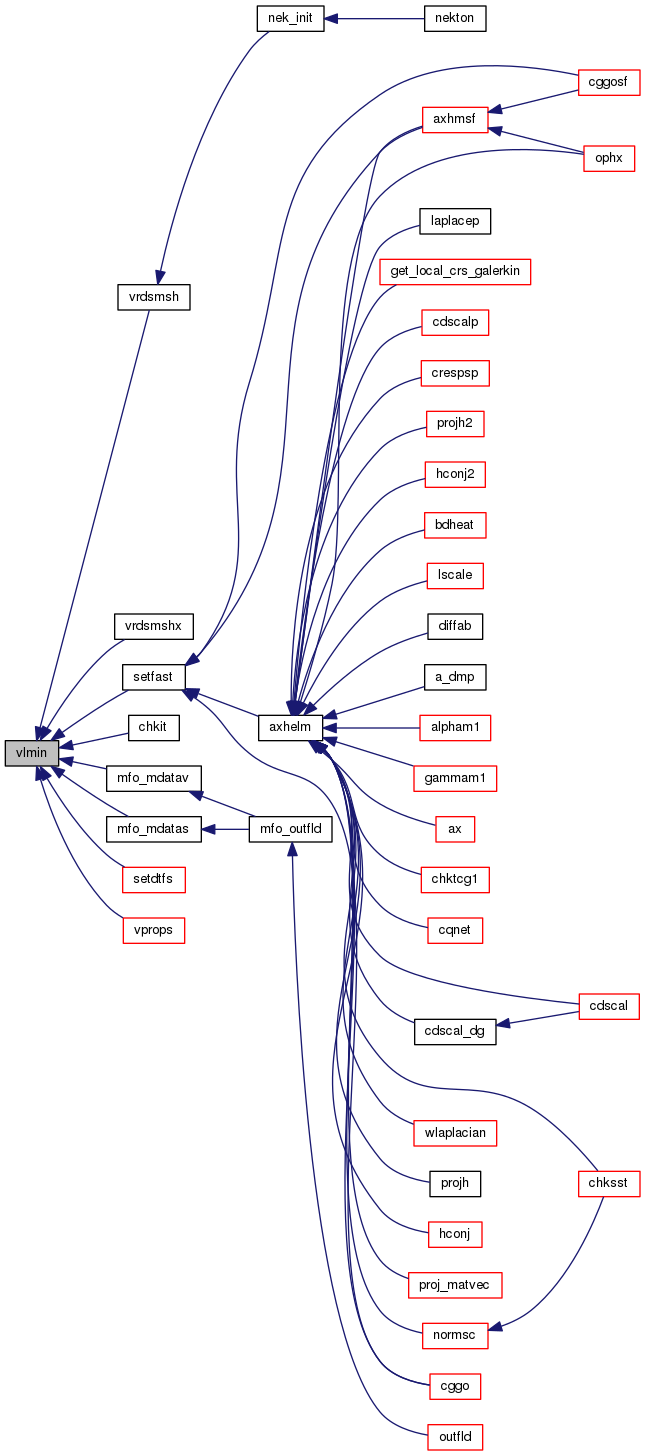 nek_init
nekton
cggosf
axhmsf
ophx
laplacep
get_local_crs_galerkin
vrdsmsh
cdscalp
crespsp
projh2
hconj2
bdheat
lscale
vrdsmshx
diffab
setfast
a_dmp
chkit
axhelm
alpham1
vlmin
mfo_mdatav
gammam1
mfo_mdatas
mfo_outfld
ax
setdtfs
chktcg1
vprops
cqnet
cdscal
cdscal_dg
wlaplacian
projh
chksst
hconj
proj_matvec
normsc
cggo
outfld